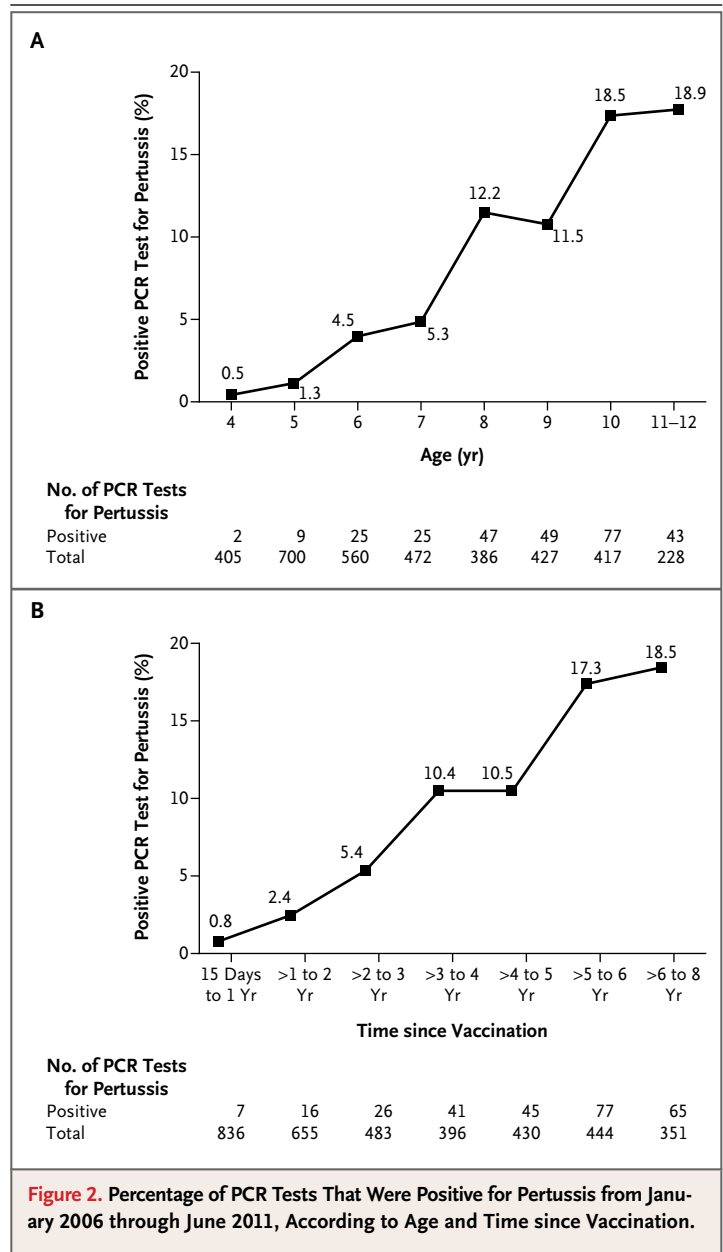 A
20
15
10
5
0
Positive PCR Test for Pertussis (%)
0.5
1.3
4.5
5.3
12.2
11.5
18.5
18.9
4 5 6 7 8 9 10 11–12
Age (yr)
No. of PCR Tests
for Pertussis
Positive 2 9 25 25 47 49 77 43
Total 405 700 560 472 386 427 417 228
B
20
15
10
5
0
Positive PCR Test for Pertussis (%)
0.8
2.4
5.4
10.4
10.5
17.3
18.5
15 Days >1 to 2 >2 to 3 >3 to 4 >4 to 5 >5 to 6 >6 to 8
to 1 Yr Yr Yr Yr Yr Yr Yr
Time since Vaccination
No. of PCR Tests
for Pertussis
Positive 7 16 26 41 45 77 65
Total 836 655 483 396 430 444 351
Figure 2. Percentage of PCR Tests That Were Positive for Pertussis from Janu-
ary 2006 through June 2011, According to Age and Time since Vaccination.